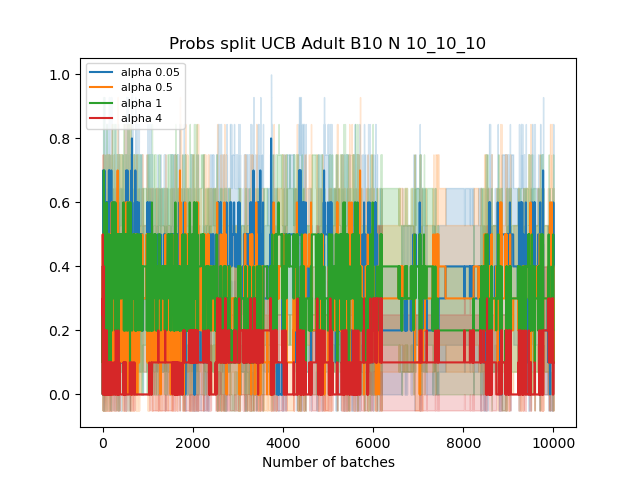 Probs split UCB Adult B10 N 10_10_10
alpha 0.05
alpha 0.5
alpha 1
alpha 4
1.0
0.8
0.6
0.4
0.2
0.0
0 2000 4000 6000 8000 10000
Number of batches